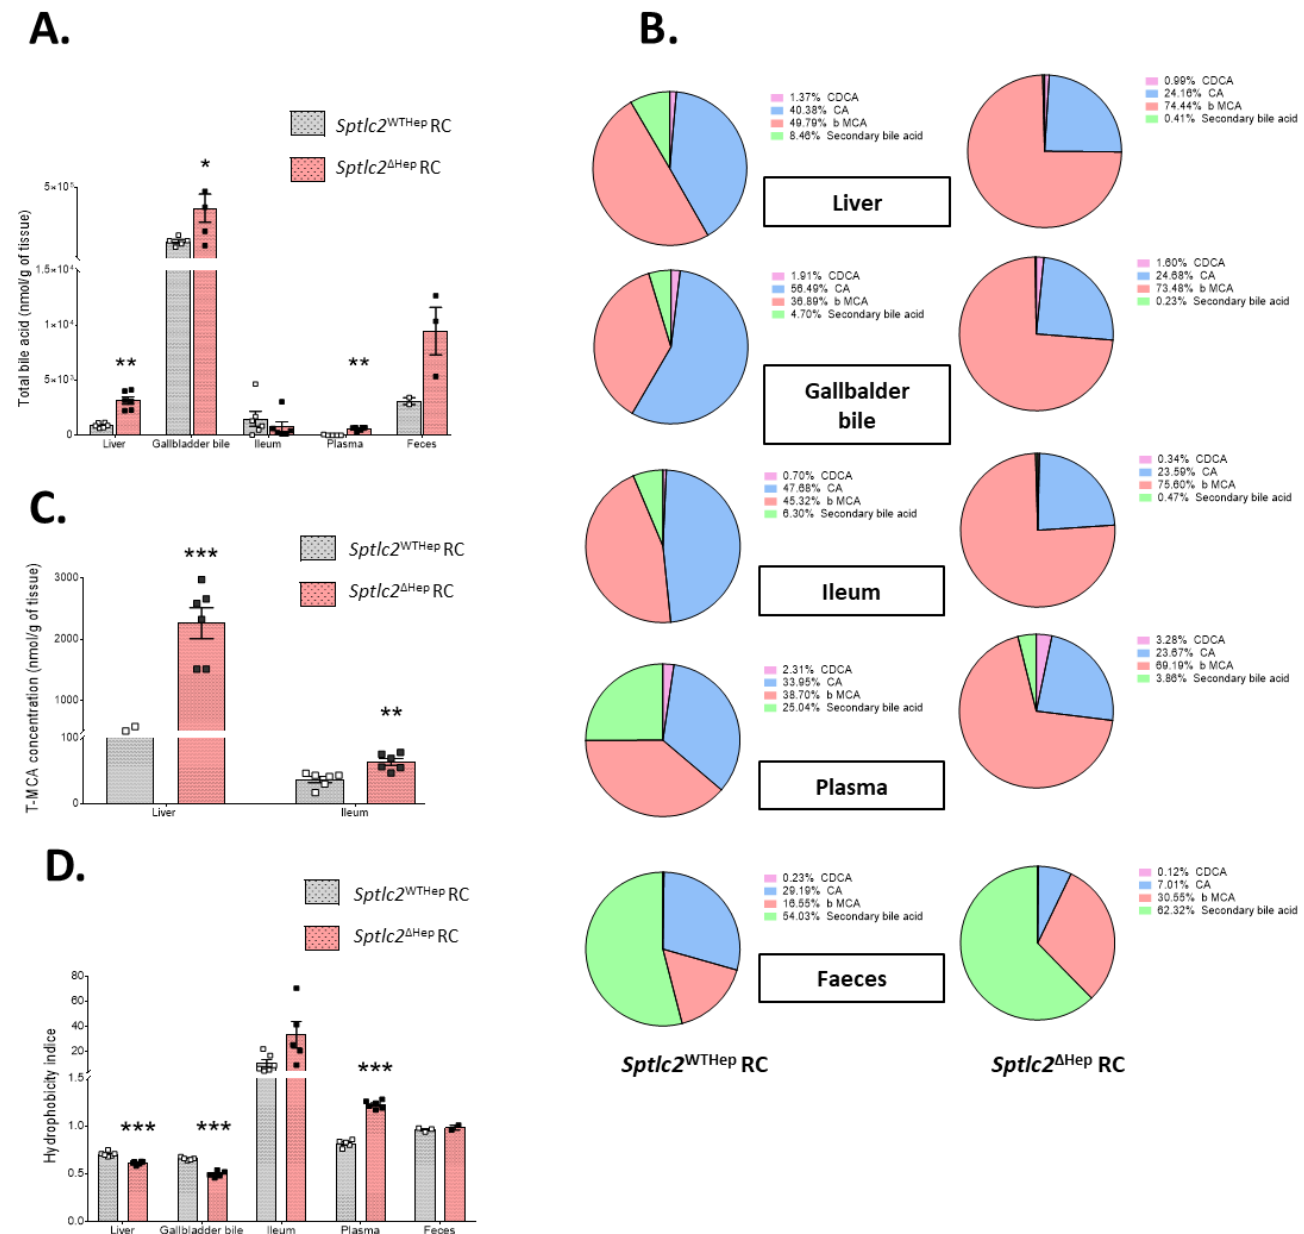 A.
Sptlc2WTHep RC
Sptlc2ΔHep RC
Total bile acid (nmol/g of tissue)
5×10⁵
1.5×10⁴
1×10⁴
5×10³
0
*
**
**
Liver
Gallbladder bile
Ileum
Plasma
Feces
B.
1.37% CDCA
40.38% CA
49.79% b MCA
8.46% Secondary bile acid
Liver
0.99% CDCA
24.16% CA
74.44% b MCA
0.41% Secondary bile acid
1.91% CDCA
56.49% CA
36.89% b MCA
4.70% Secondary bile acid
Gallbalder
bile
1.60% CDCA
24.68% CA
73.48% b MCA
0.23% Secondary bile acid
0.70% CDCA
47.68% CA
45.32% b MCA
6.30% Secondary bile acid
Ileum
0.34% CDCA
23.59% CA
75.60% b MCA
0.47% Secondary bile acid
2.31% CDCA
33.95% CA
38.70% b MCA
25.04% Secondary bile acid
Plasma
3.28% CDCA
23.67% CA
69.19% b MCA
3.86% Secondary bile acid
0.23% CDCA
29.19% CA
16.55% b MCA
54.03% Secondary bile acid
Faeces
0.12% CDCA
7.01% CA
30.55% b MCA
62.32% Secondary bile acid
Sptlc2WTHep RC
Sptlc2ΔHep RC
C.
Sptlc2WTHep RC
Sptlc2ΔHep RC
T-MCA concentration (nmol/g of tissue)
3000
2000
1000
100
0
***
**
Liver
Ileum
D.
Sptlc2WTHep RC
Sptlc2ΔHep RC
Hydrophobicity indice
80
60
40
20
1.5
1.0
0.5
0.0
***
***
***
Liver
Gallbladder bile
Ileum
Plasma
Feces